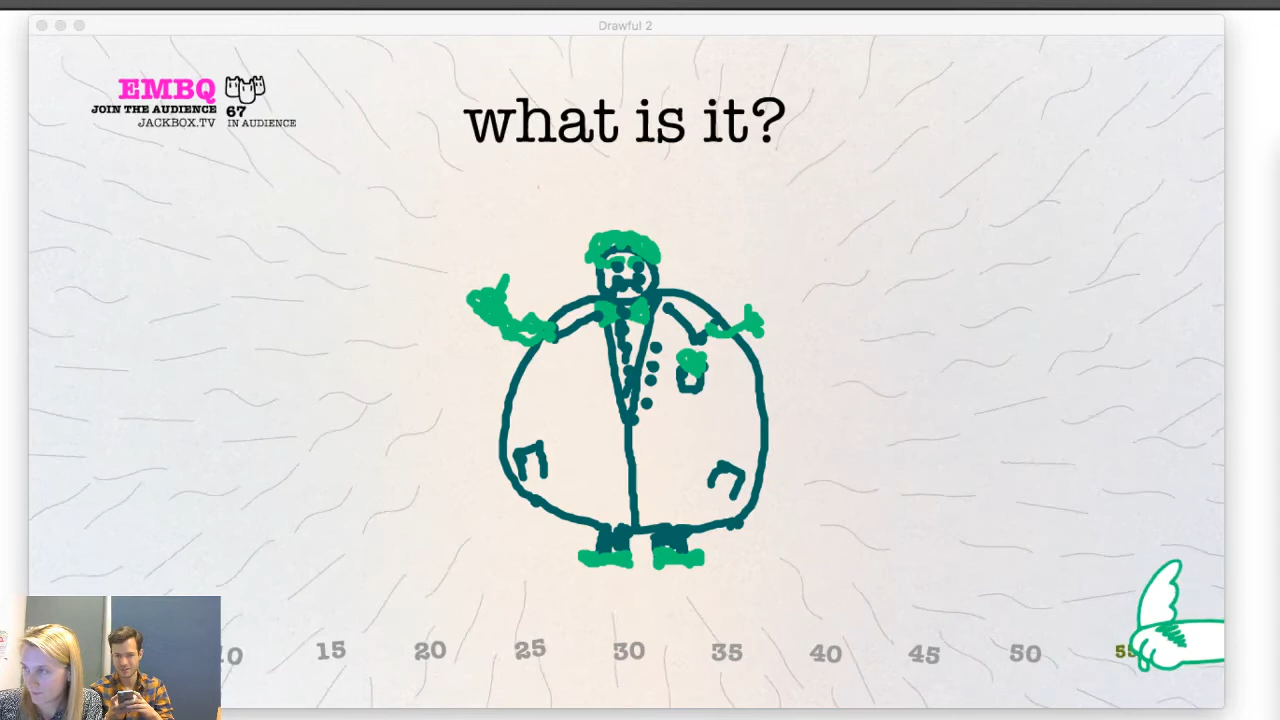 Drawful 2
EMBQ
JOIN THE AUDIENCE
JACKBOX.TV
67
IN AUDIENCE
what is it?
15 20 25 30 35 40 45 50